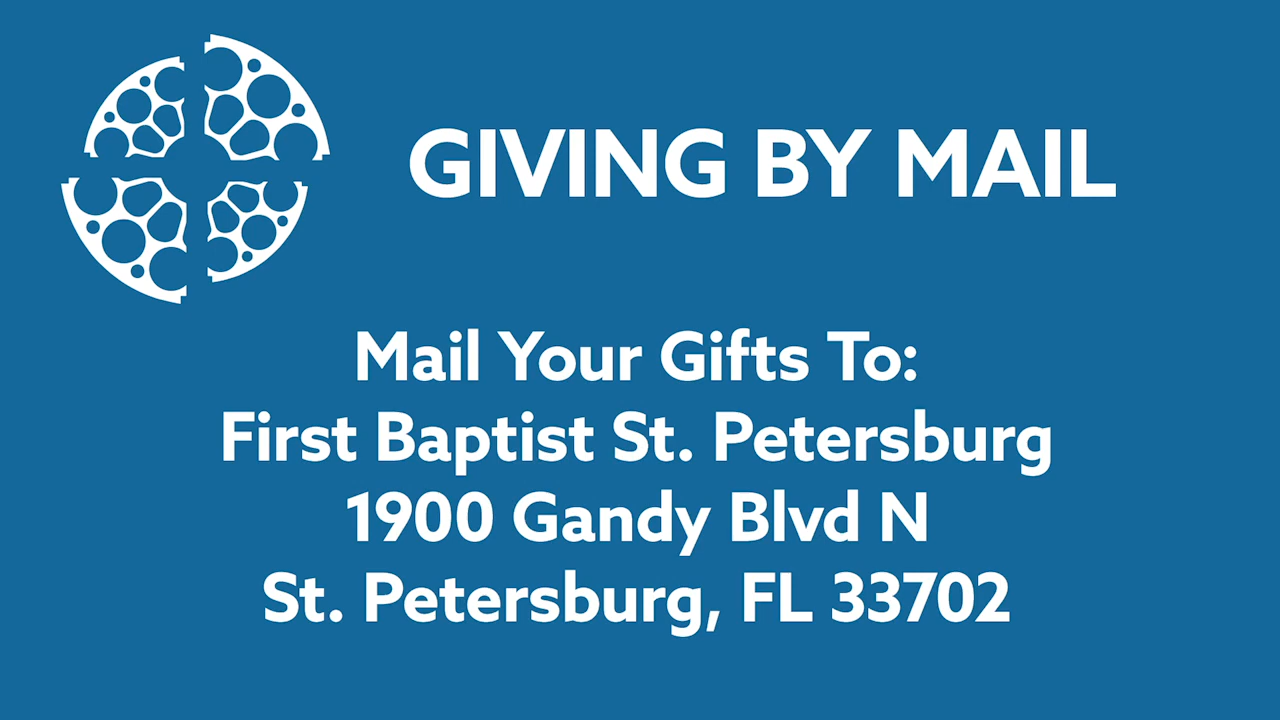 GIVING BY MAIL
Mail Your Gifts To:
First Baptist St. Petersburg
1900 Gandy Blvd N
St. Petersburg, FL 33702